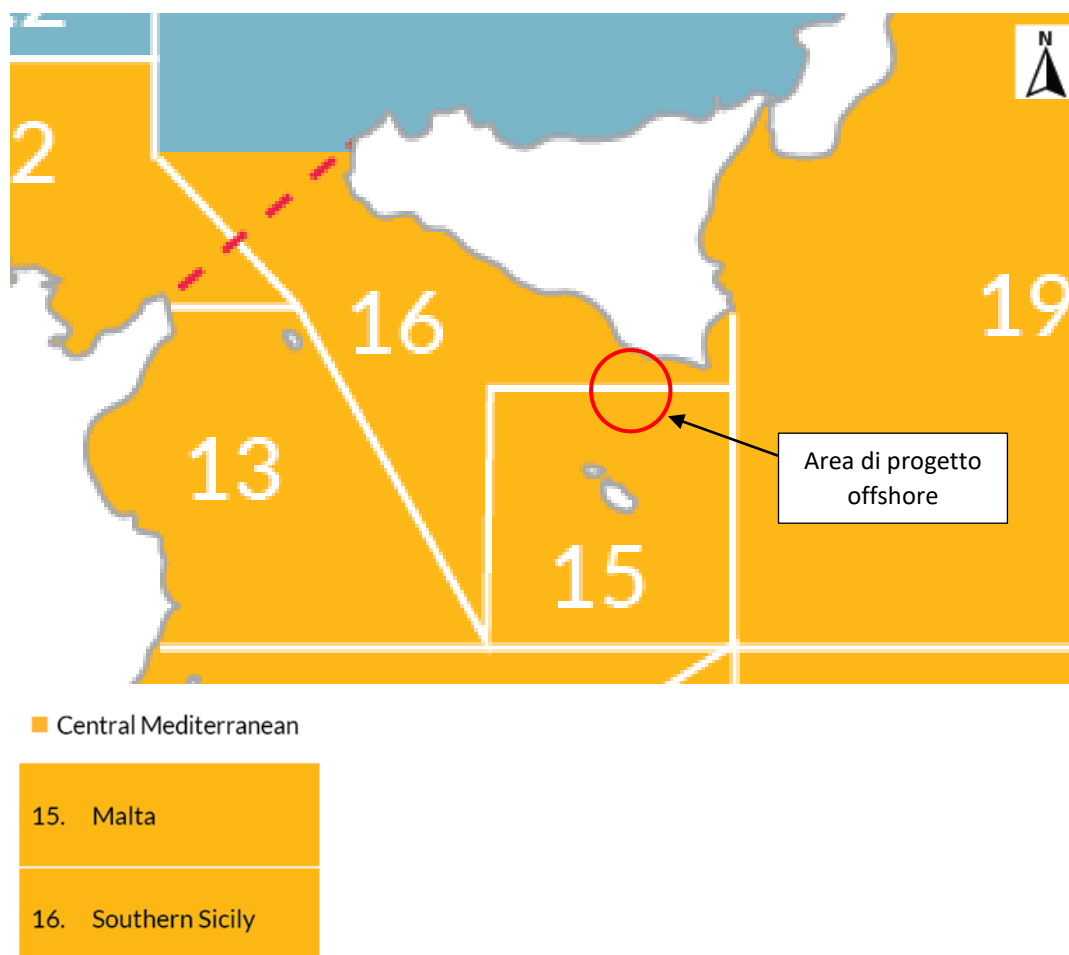 N
2
16
19
13
Area di progetto
offshore
15
Central Mediterranean
15. Malta
16. Southern Sicily